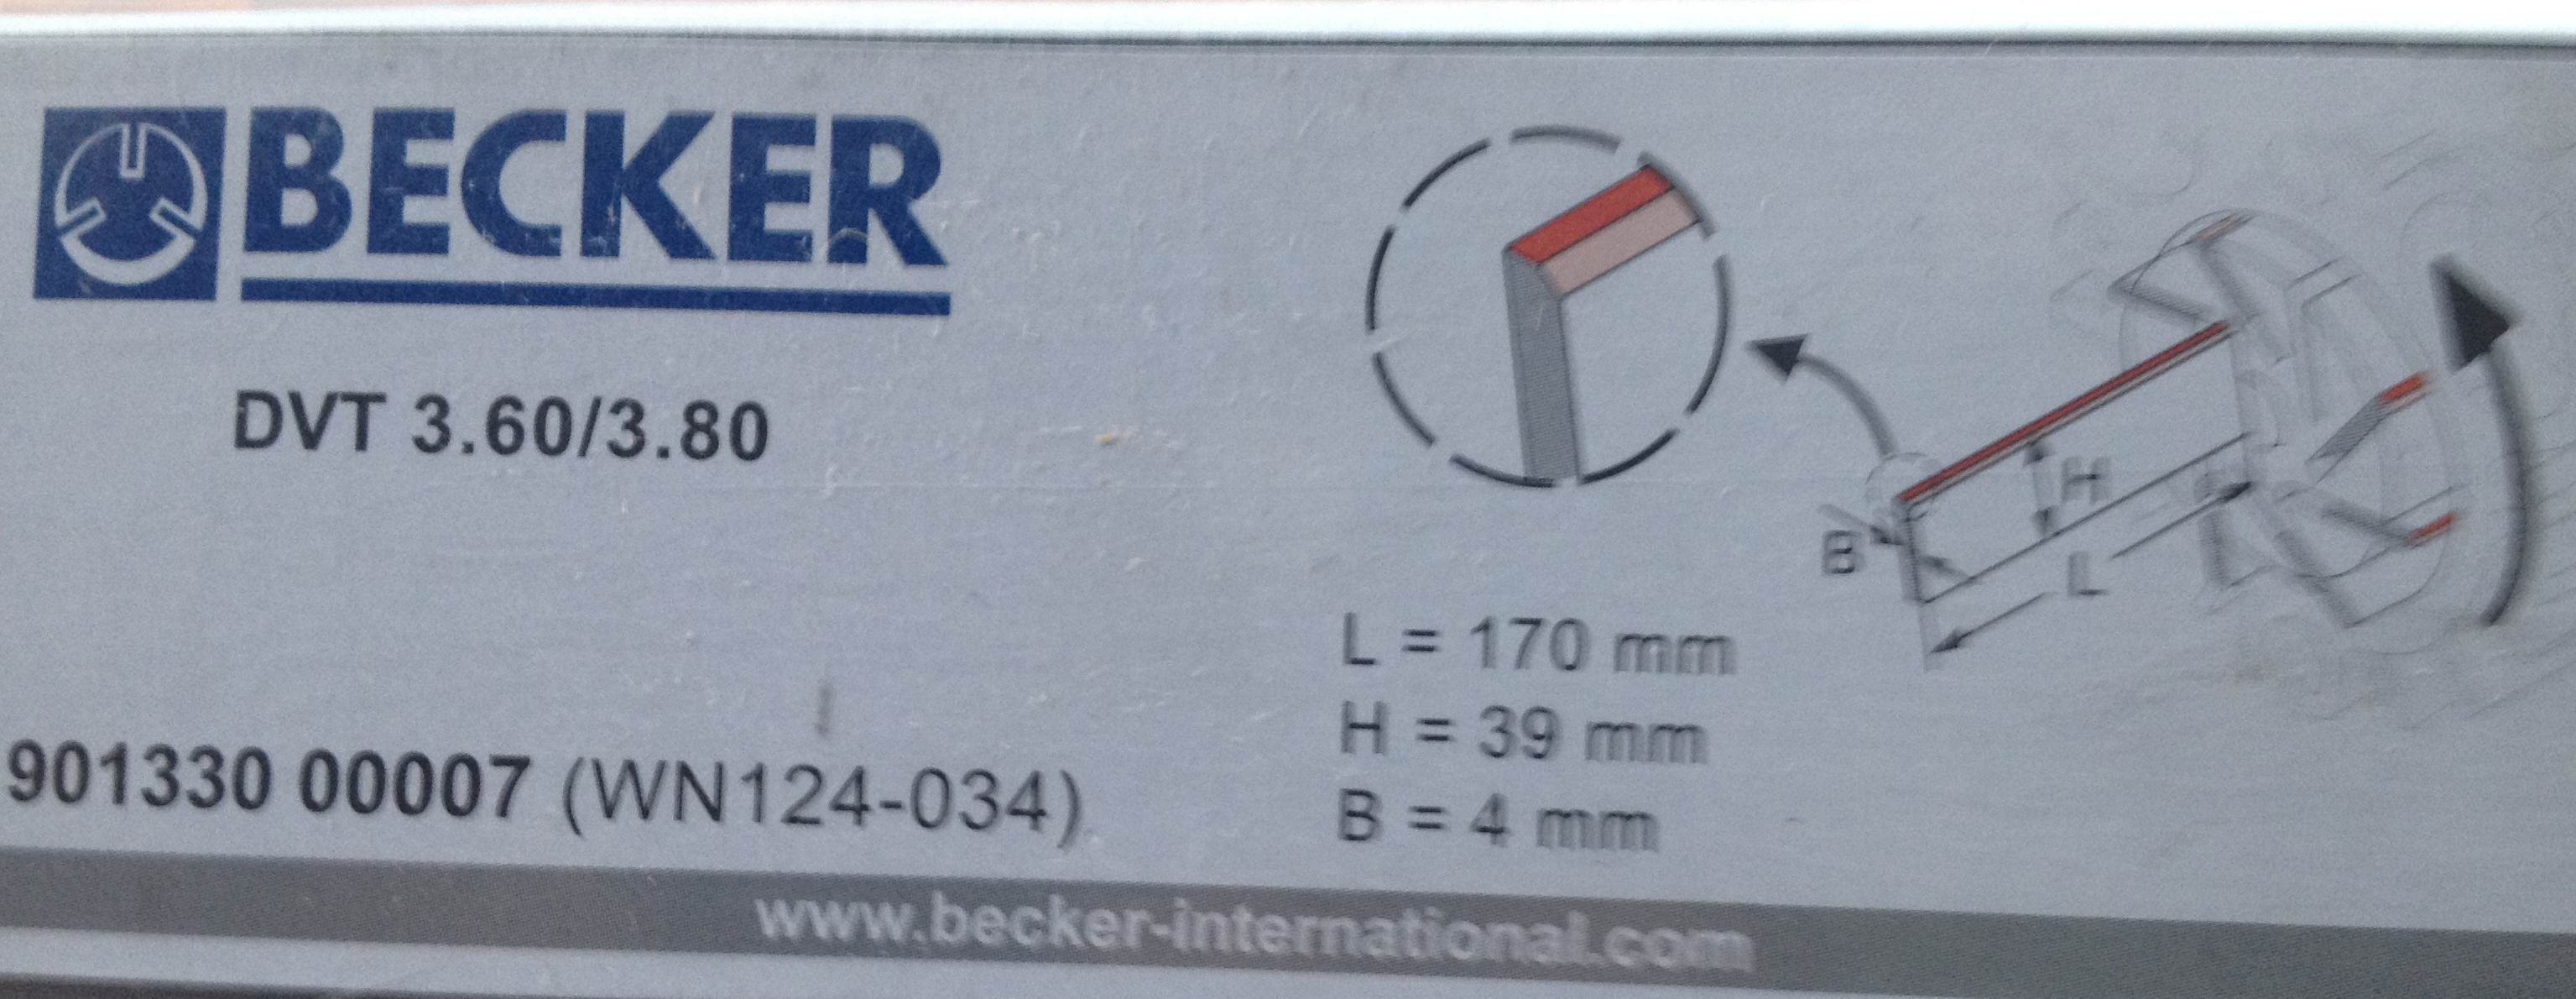 BECKER
DVT 3.60/3.80
H
B
L
L = 170 mm
H = 39 mm
B = 4 mm
901330 00007 (WN124-034)
www.becker-international.com